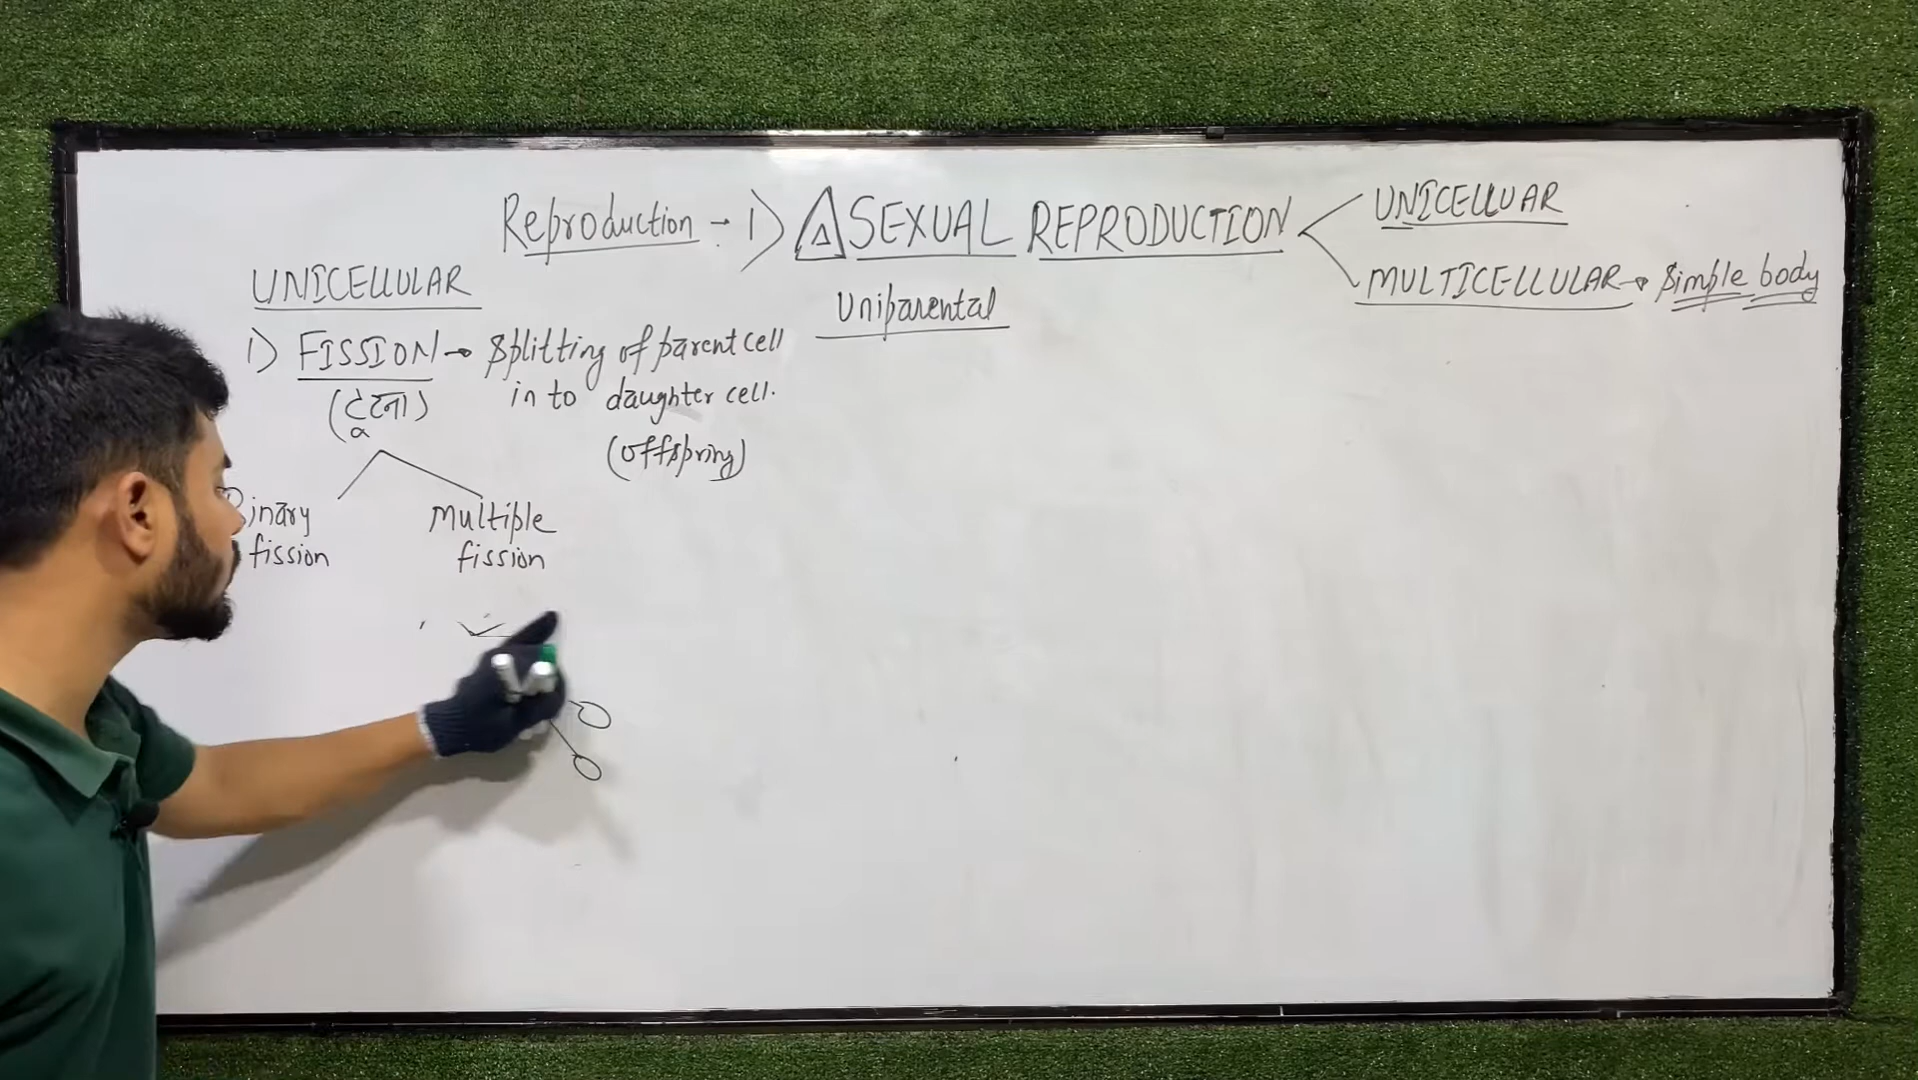 Reproduction :- 1) ASEXUAL REPRODUCTION
UNICELLUAR
MULTICELLULAR → Simple body
Uniparental
UNICELLULAR
1) FISSION → Splitting of parent cell
in to daughter cell.
(टूटना)
(offspring)
Binary
fission
Multiple
fission